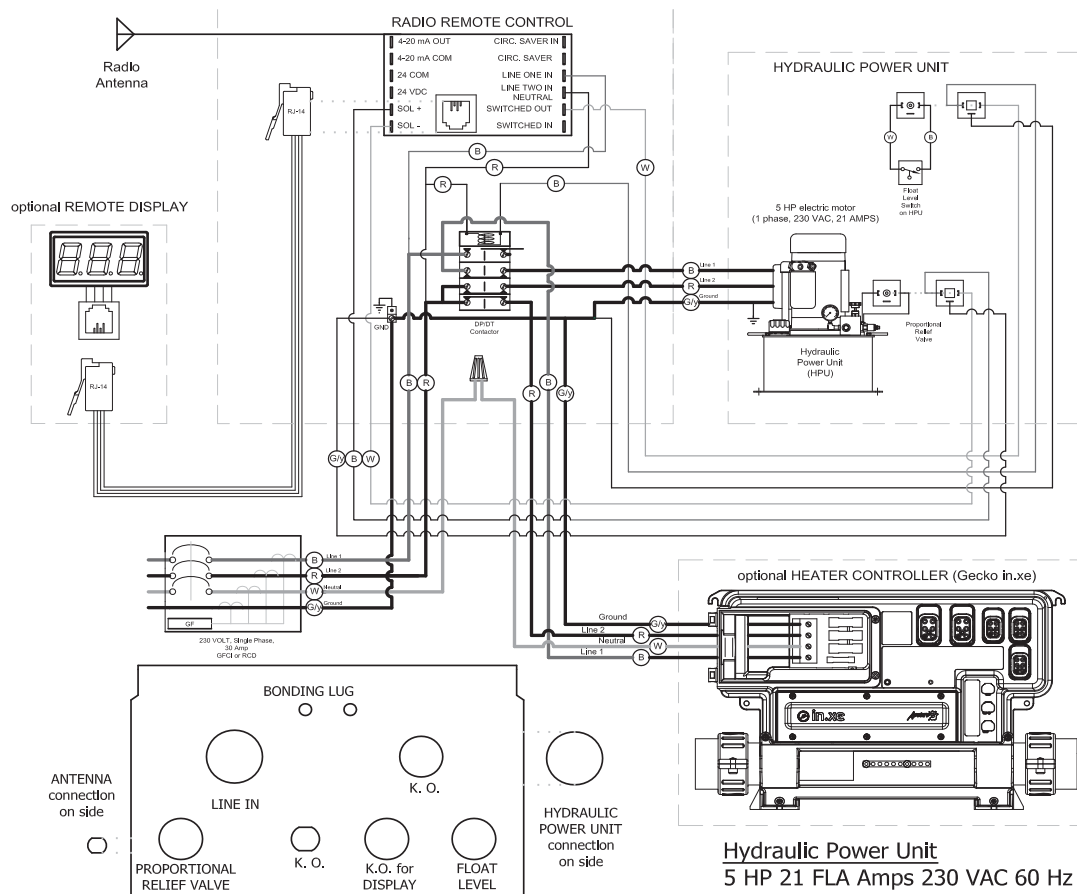 RADIO REMOTE CONTROL
4-20 mA OUT
4-20 mA COM
24 COM
24 VDC
SOL +
SOL -
CIRC. SAVER IN
CIRC. SAVER
LINE ONE IN
LINE TWO IN
NEUTRAL
SWITCHED OUT
SWITCHED IN
Radio
Antenna
RJ-14
B
R
W
R
B
optional REMOTE DISPLAY
888
RJ-14
HYDRAULIC POWER UNIT
W
B
Float
Level
Switch
on HPU
5 HP electric motor
(1 phase, 230 VAC, 21 AMPS)
B
Line 1
R
Line 2
G/y
Ground
Proportional
Relief
Valve
Hydraulic
Power Unit
(HPU)
GND
DP/DT
Contactor
B
R
R
B
G/y
G/y
B
W
B
Line 1
R
Line 2
W
Neutral
G/y
Ground
GF
230 VOLT, Single Phase,
30 Amp
GFCI or RCD
optional HEATER CONTROLLER (Gecko in.xe)
Ground
G/y
Line 2
R
Neutral
W
Line 1
B
in.xe
BONDING LUG
LINE IN
K. O.
ANTENNA
connection
on side
PROPORTIONAL
RELIEF VALVE
K. O.
K.O. for
DISPLAY
FLOAT
LEVEL
HYDRAULIC
POWER UNIT
connection
on side
Hydraulic Power Unit
5 HP 21 FLA Amps 230 VAC 60 Hz